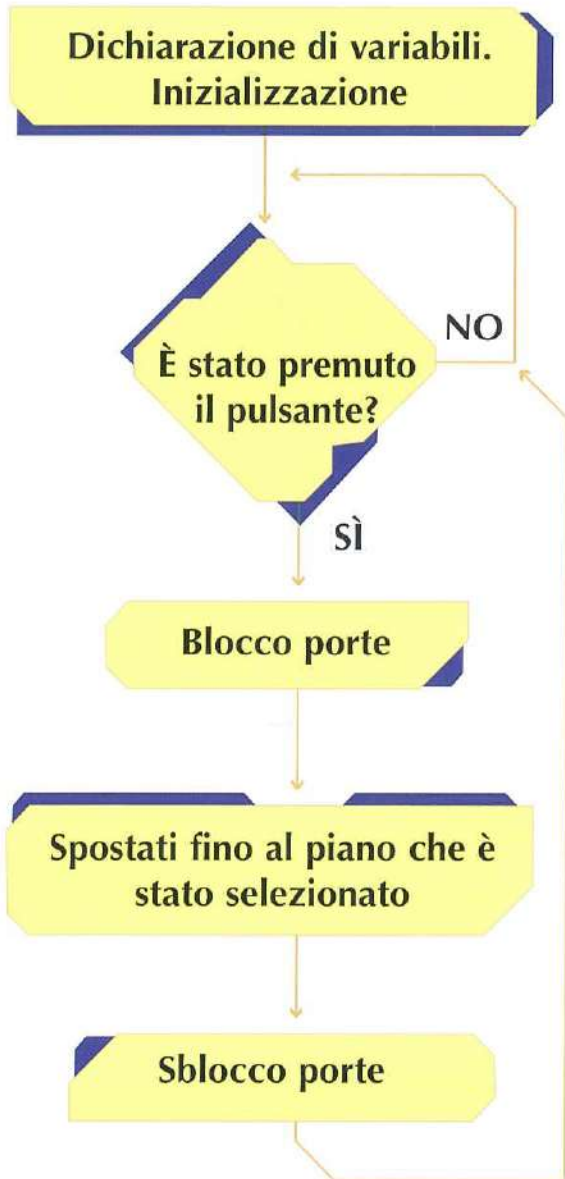 Dichiarazione di variabili.
Inizializzazione
NO
È stato premuto
il pulsante?
SÌ
Blocco porte
Spostati fino al piano che è
stato selezionato
Sblocco porte